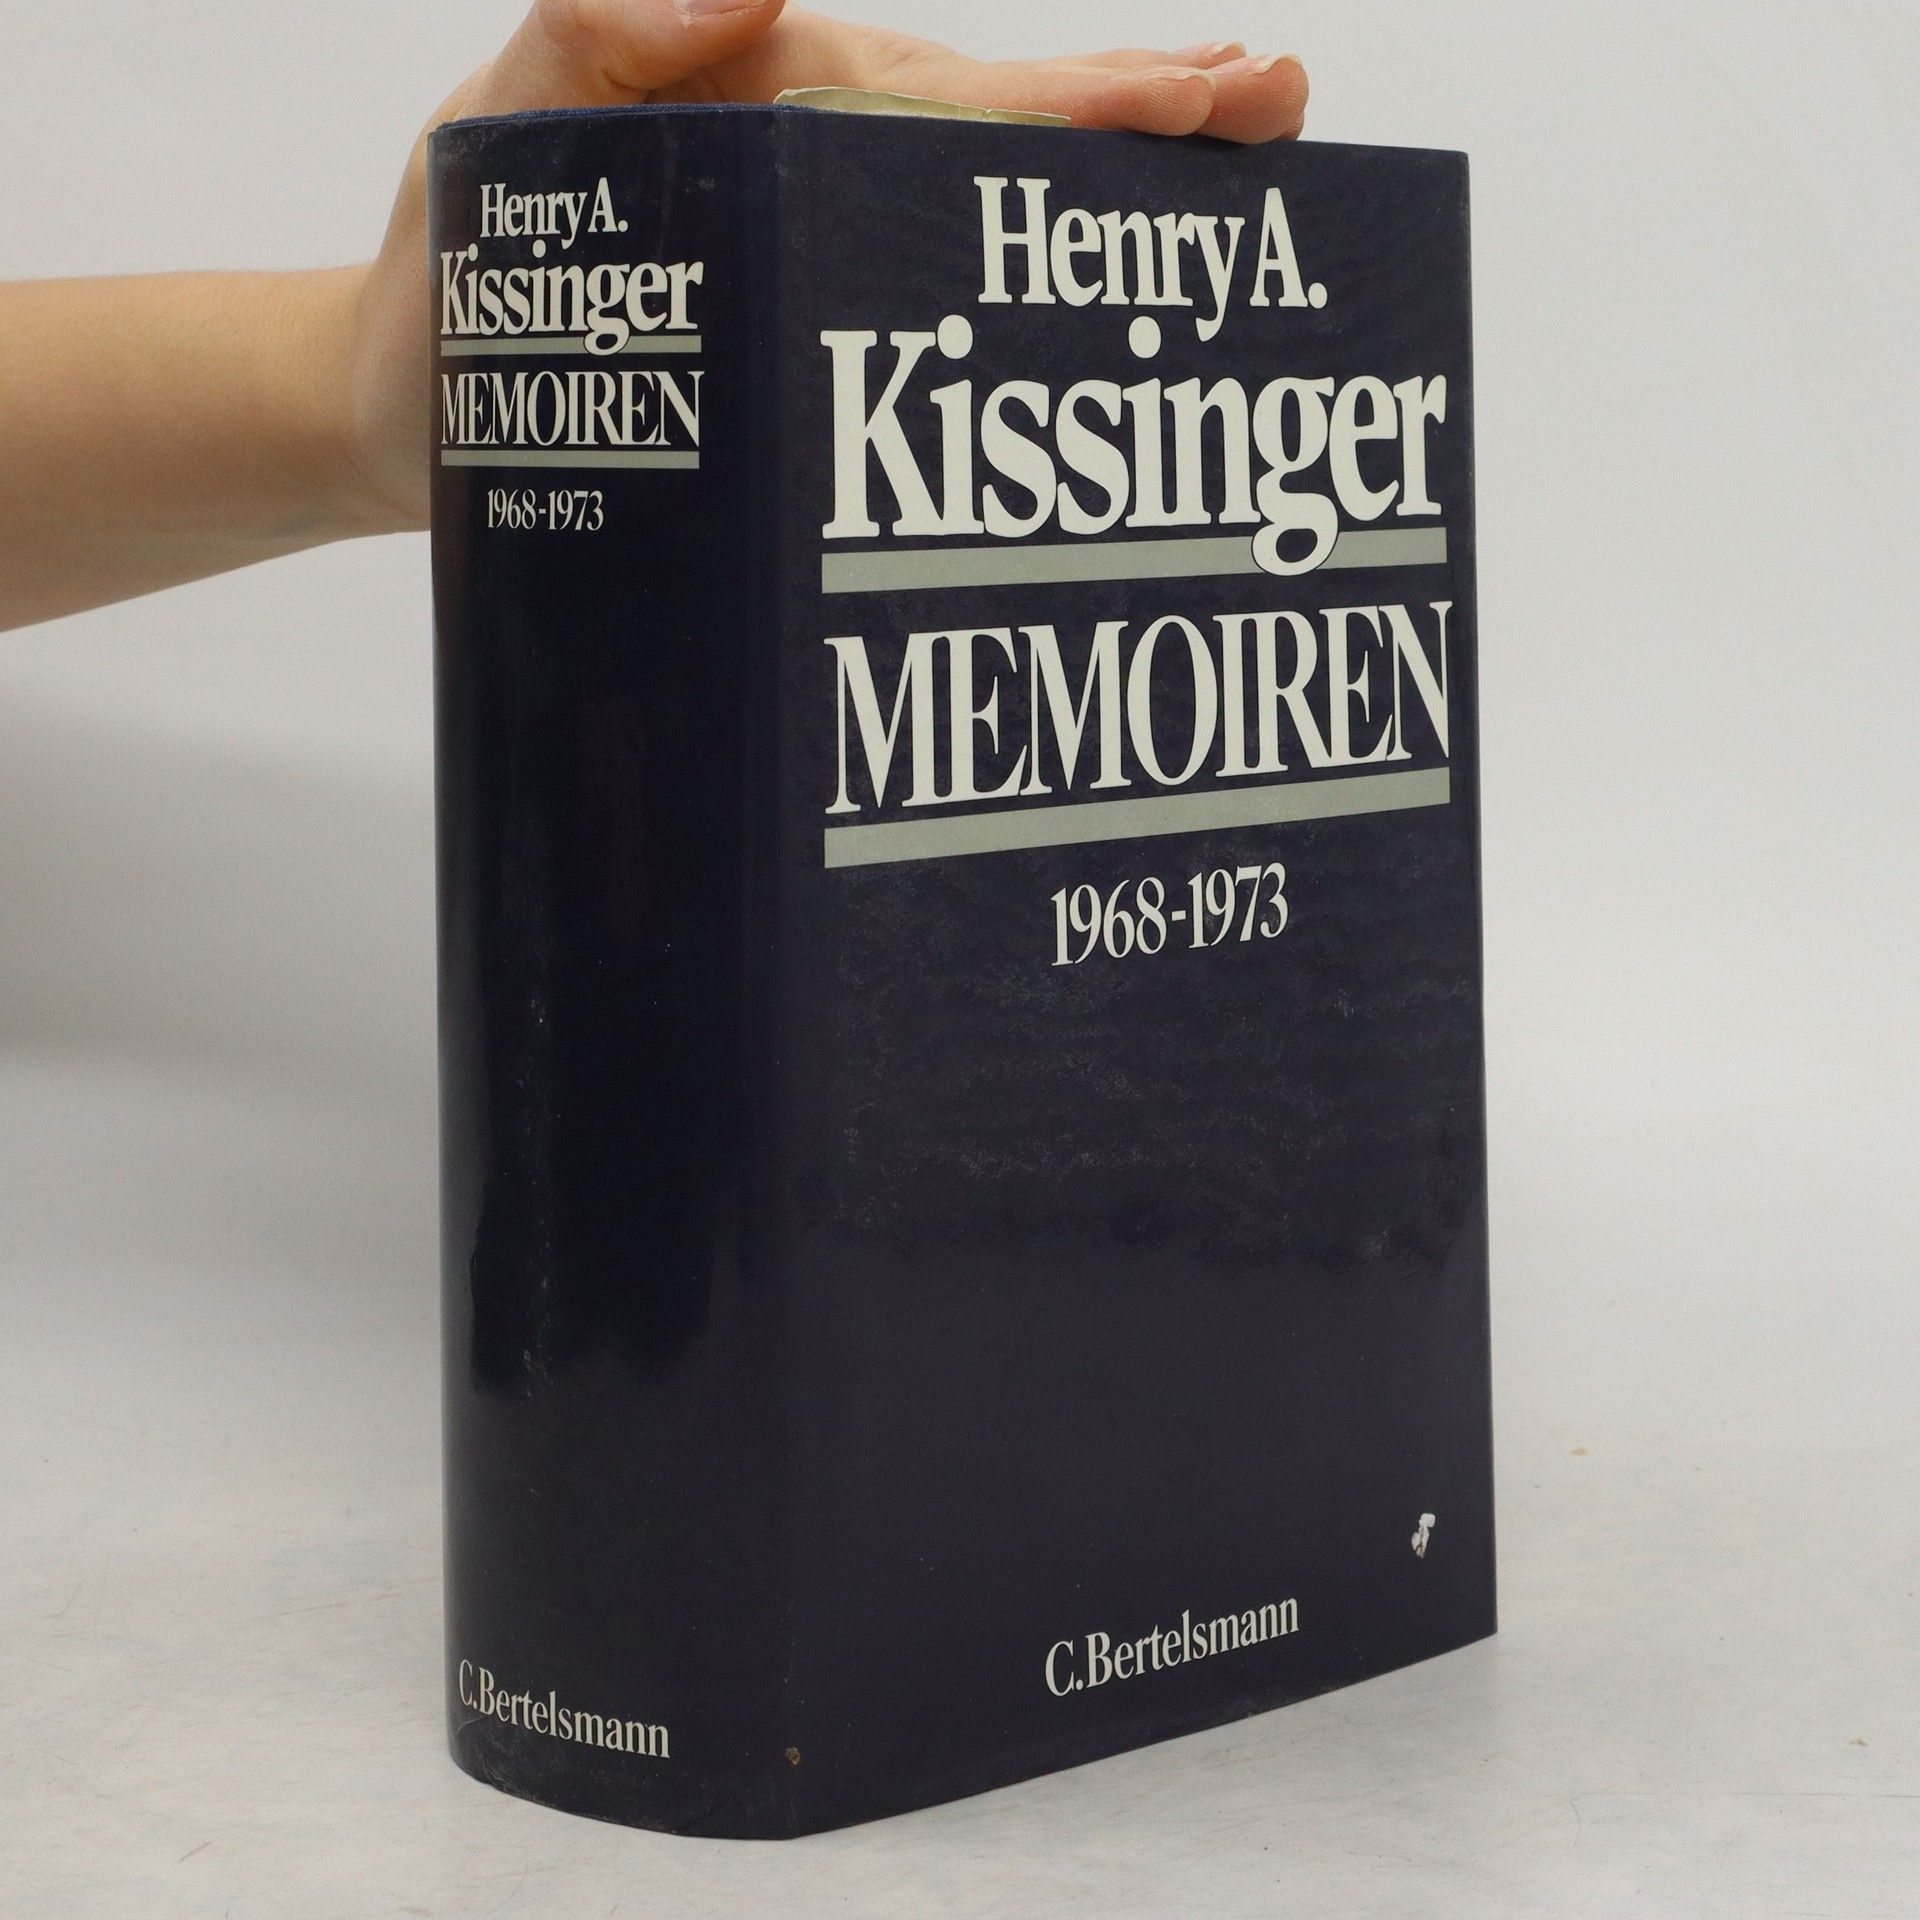 Henry A.
Kissinger
MEMOIREN
1968-1973
C.Bertelsmann
Henry A.
Kissinger
MEMOIREN
1968-1973
C.Bertelsmann